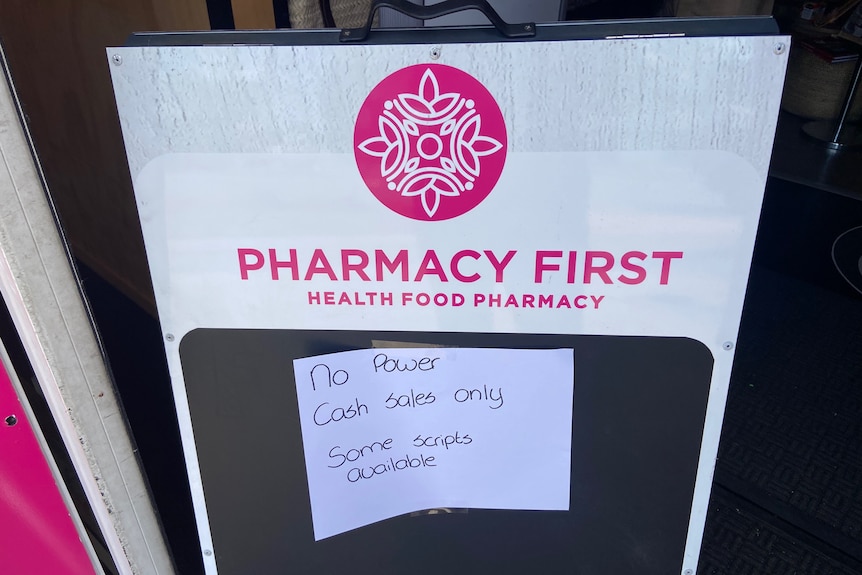 PHARMACY FIRST
HEALTH FOOD PHARMACY
No Power
Cash sales only
Some scripts
available